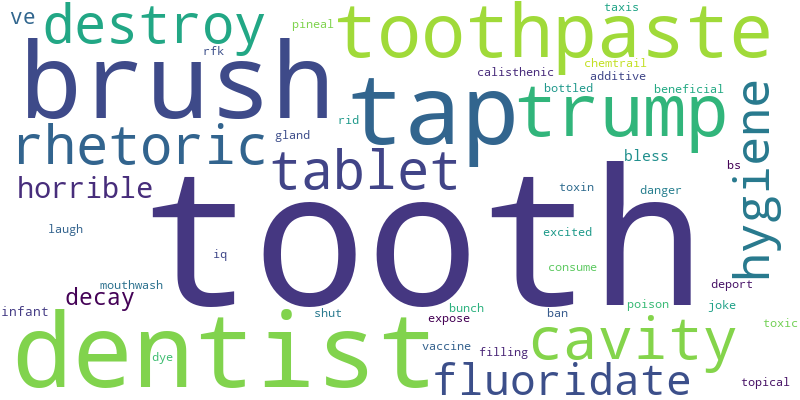 ve destroy pineal toothpaste taxis
brush rfk calisthenic chemtrail
additive
tap trump bottled beneficial
rhetoric gland rid hygiene
horrible tablet bless bs
tooth toxin danger
laugh iq excited
consume
mouthwash deport
infant decay shut bunch ban poison joke
expose toxic
dentist dye vaccine filling cavity
fluoridate topical